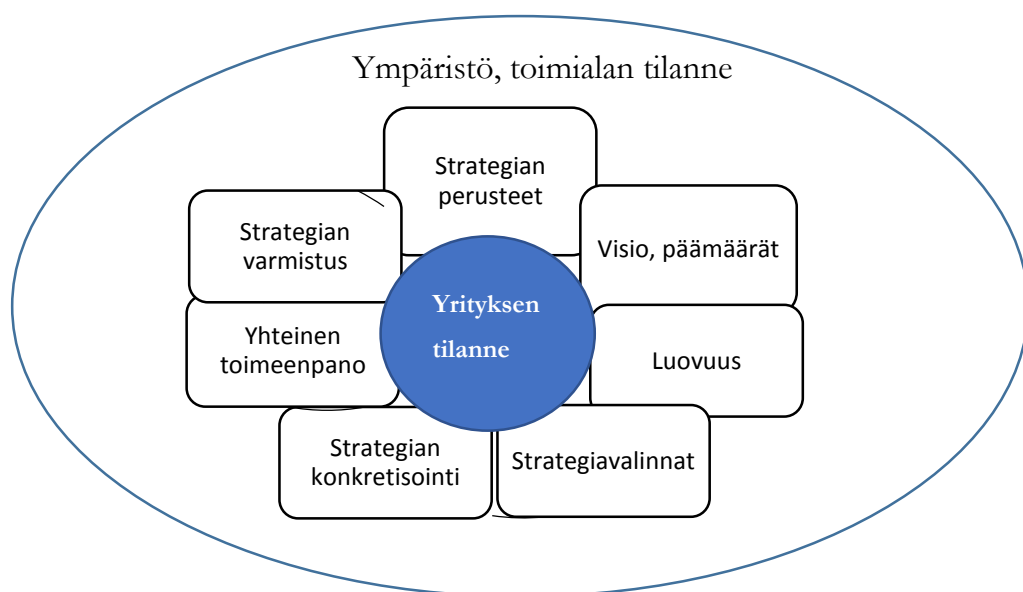 Ympäristö, toimialan tilanne
Strategian
perusteet
Visio, päämäärät
Luovuus
Strategiavalinnat
Strategian
konkretisointi
Yhteinen
toimeenpano
Strategian
varmistus
Yrityksen
tilanne